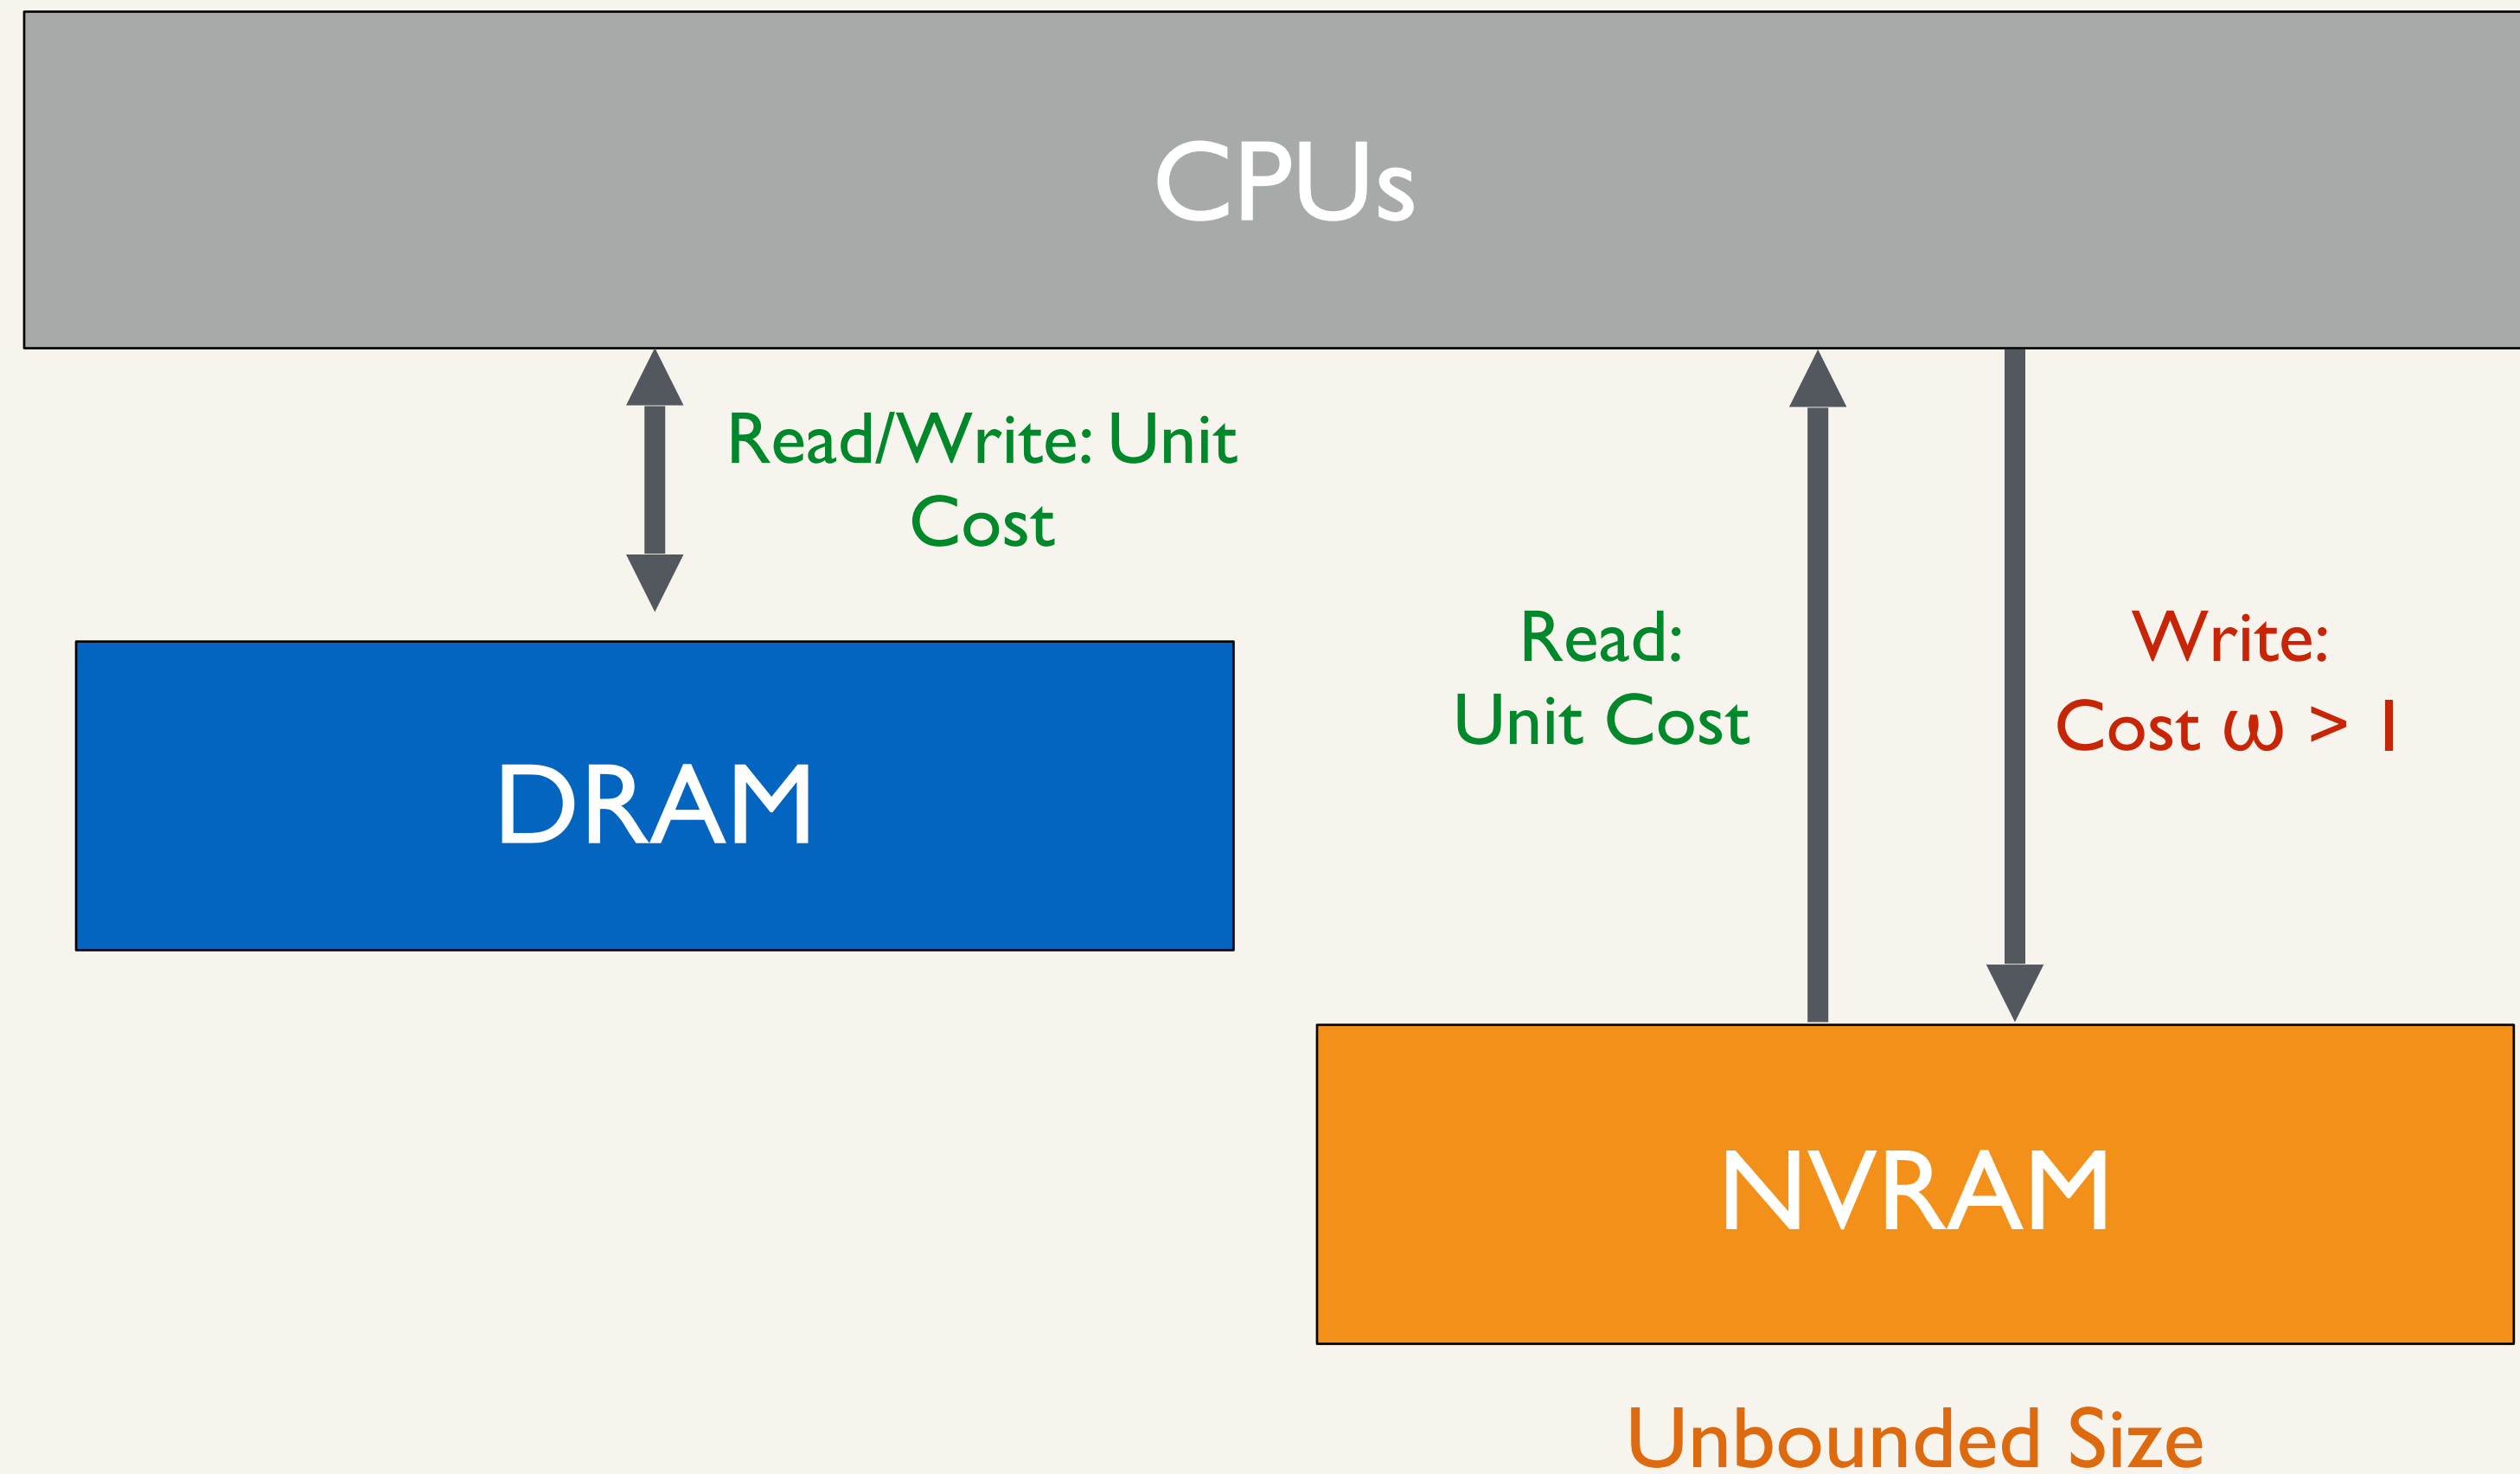 CPUs
Read/Write: Unit
Cost
DRAM
Read:
Unit Cost
Write:
Cost ω > 1
NVRAM
Unbounded Size